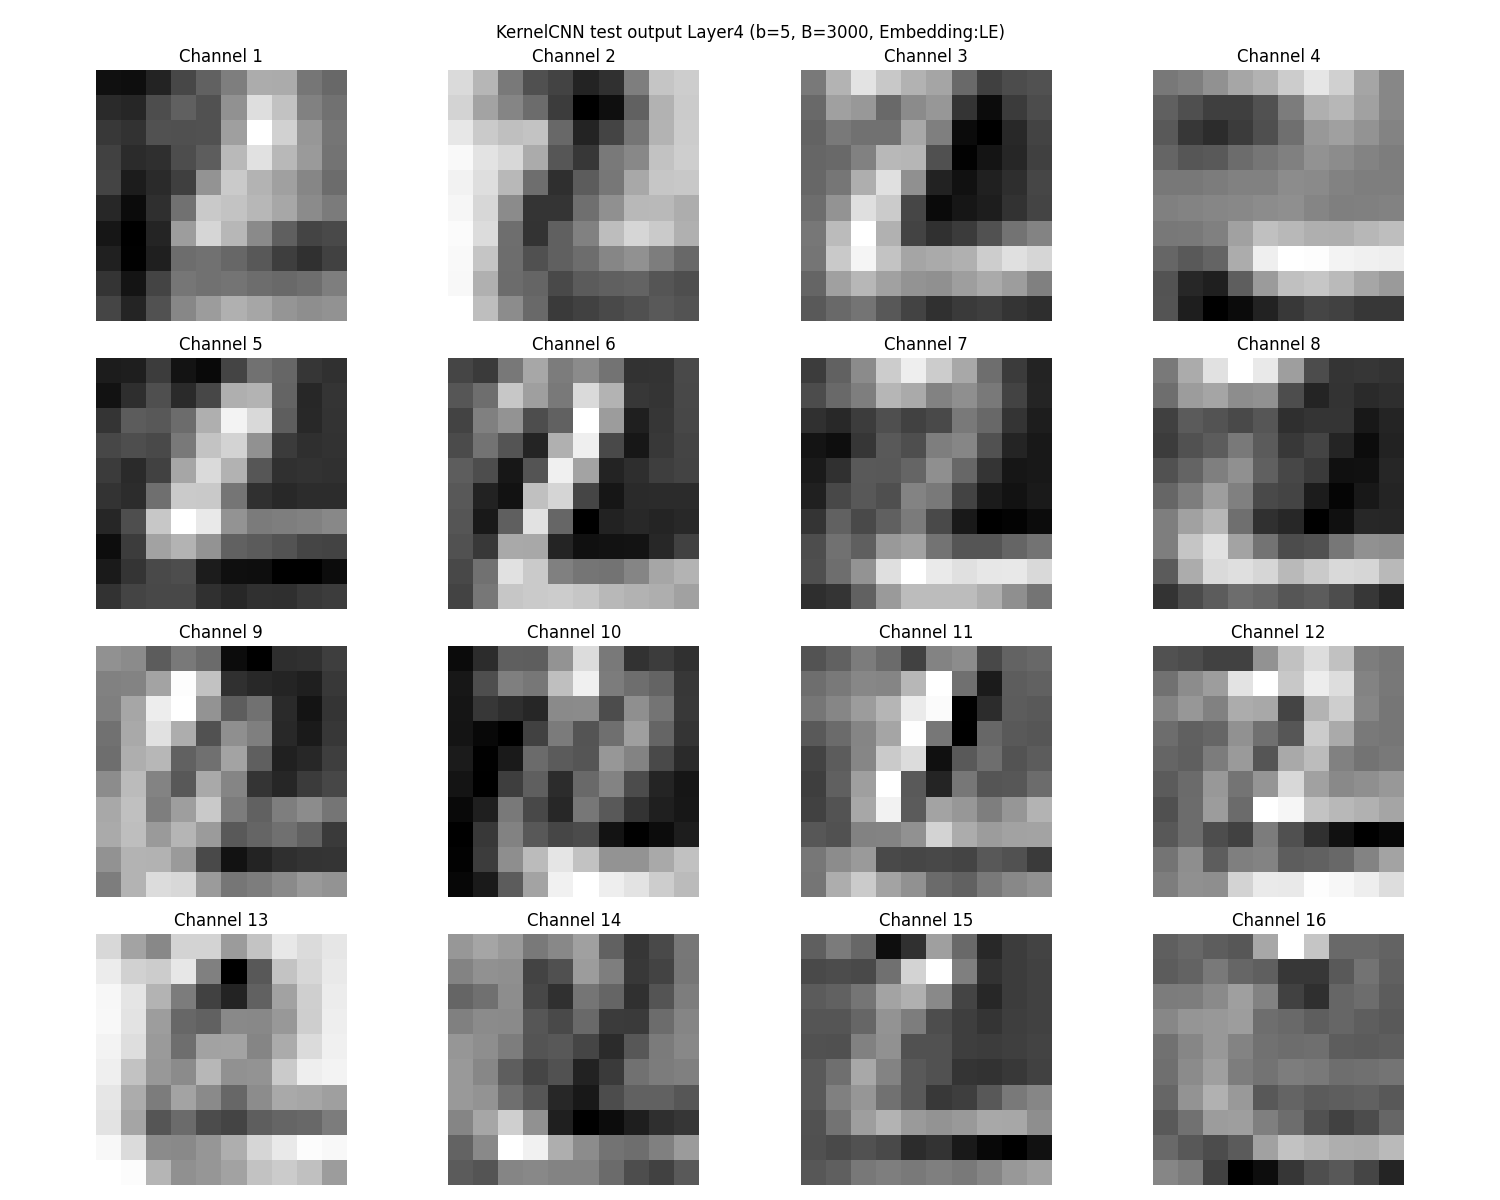 KernelCNN test output Layer4 (b=5, B=3000, Embedding:LE)
Channel 1
Channel 2
Channel 3
Channel 4
Channel 5
Channel 6
Channel 7
Channel 8
Channel 9
Channel 10
Channel 11
Channel 12
Channel 13
Channel 14
Channel 15
Channel 16